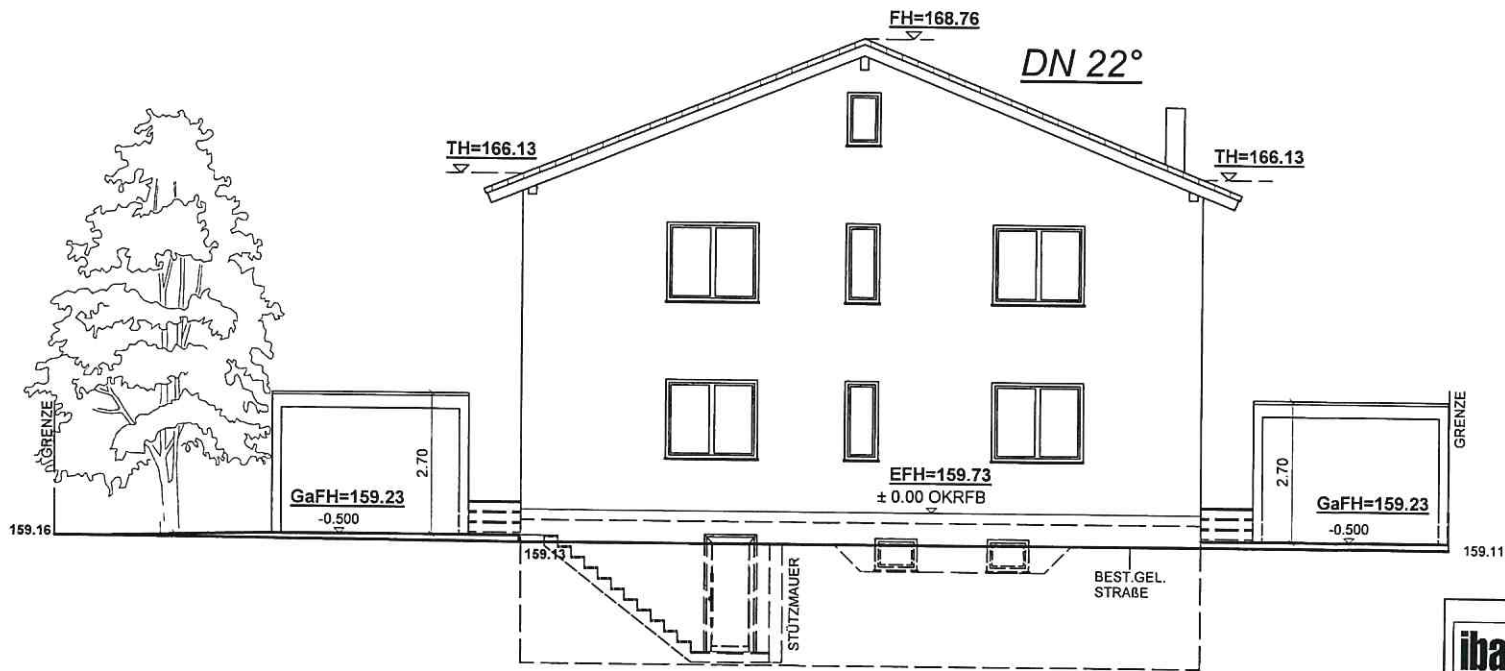 FH=168.76
DN 22°
TH=166.13
TH=166.13
GRENZE
2.70
GaFH=159.23
-0.500
159.16
159.13
EFH=159.73
± 0.00 OKRFB
STÜTZMAUER
BEST.GEL.
STRAßE
2.70
GaFH=159.23
-0.500
GRENZE
159.11
iba